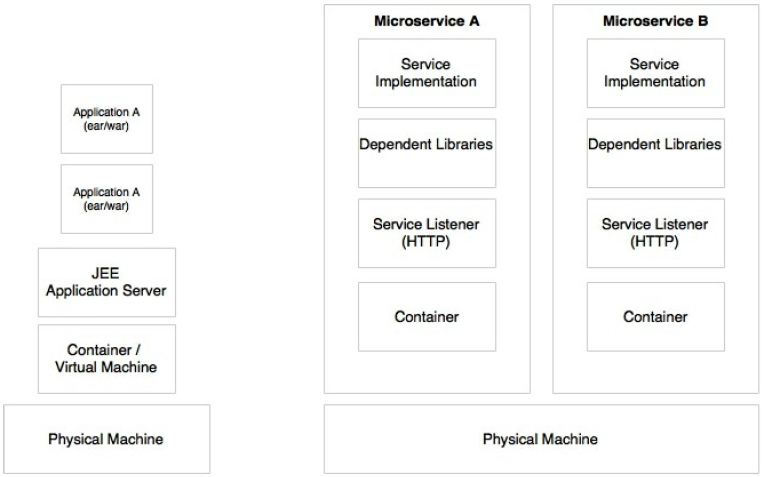 Application A
(ear/war)
Application A
(ear/war)
JEE
Application Server
Container /
Virtual Machine
Physical Machine
Microservice A
Service
Implementation
Dependent Libraries
Service Listener
(HTTP)
Container
Microservice B
Service
Implementation
Dependent Libraries
Service Listener
(HTTP)
Container
Physical Machine